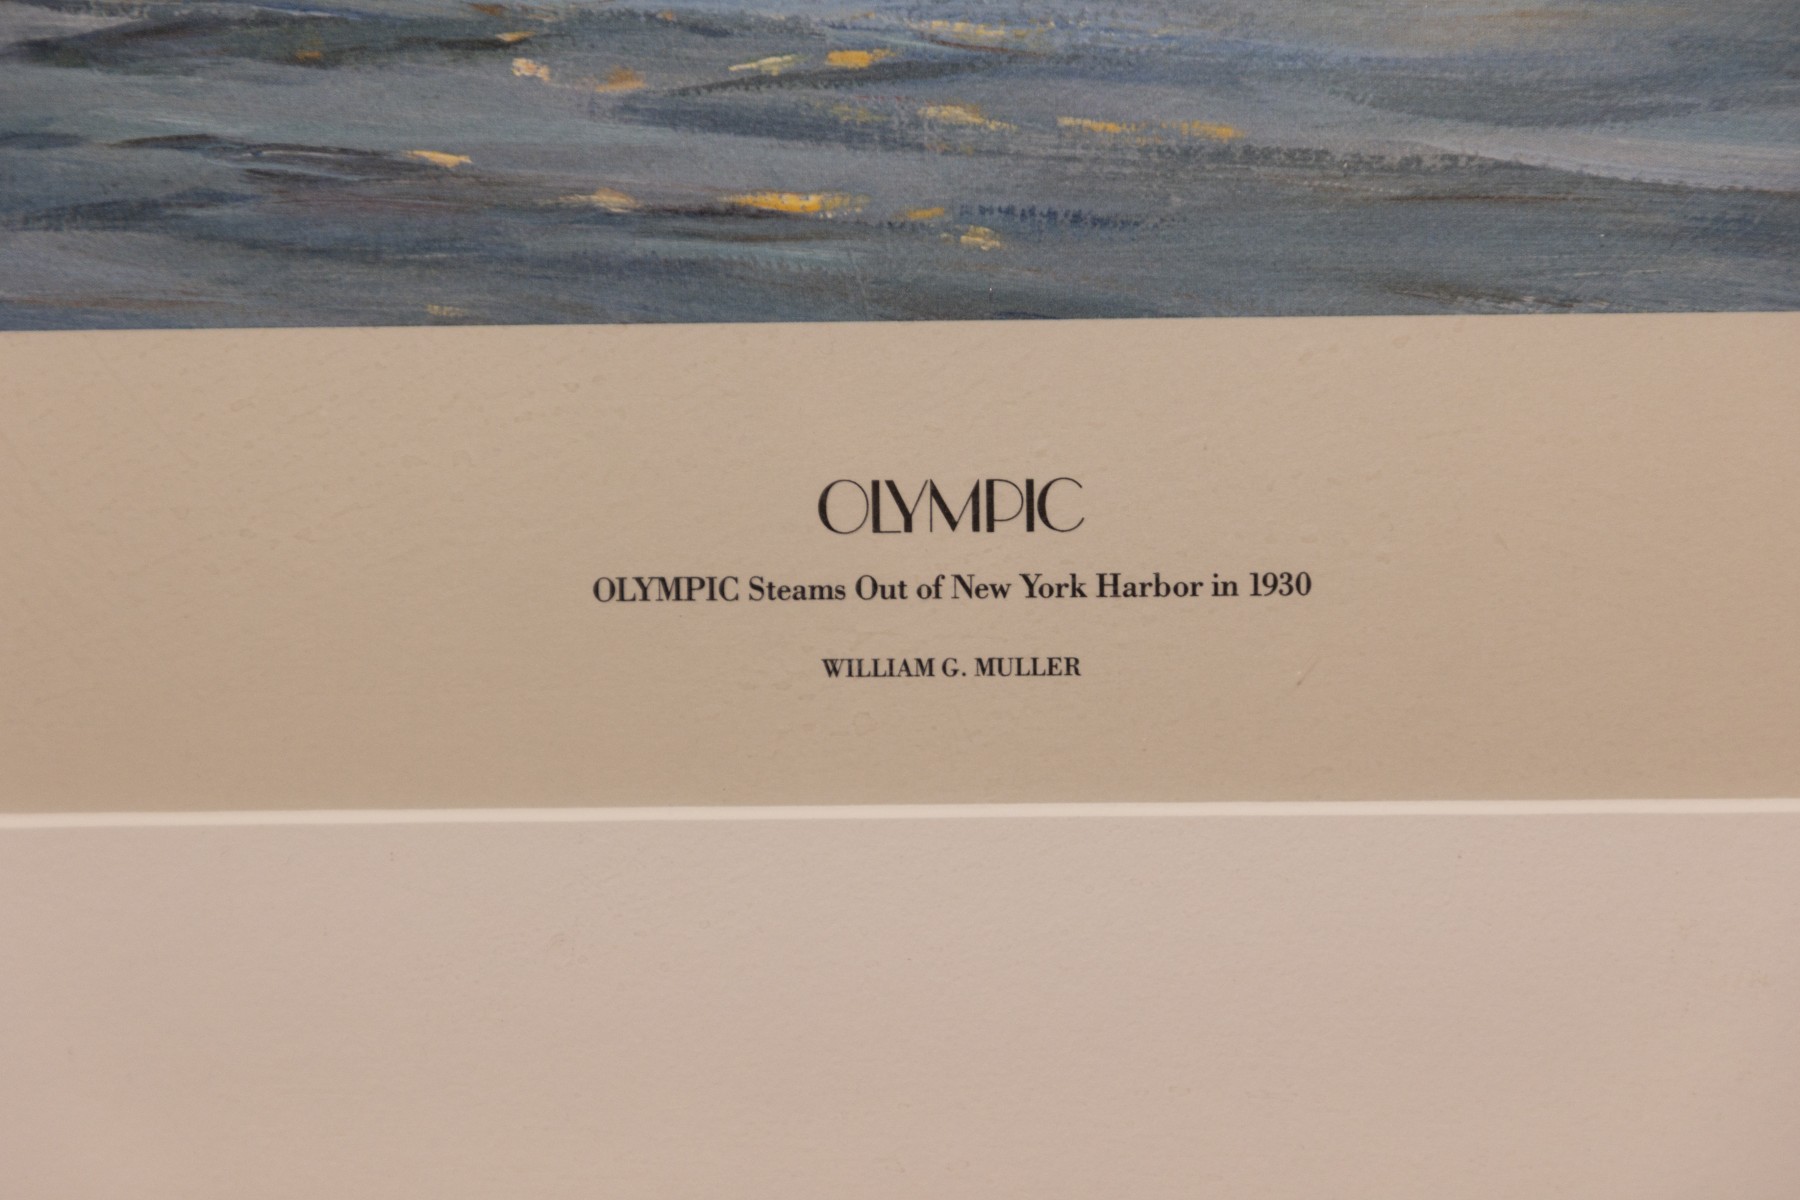 OLYMPIC
OLYMPIC Steams Out of New York Harbor in 1930
WILLIAM G. MULLER